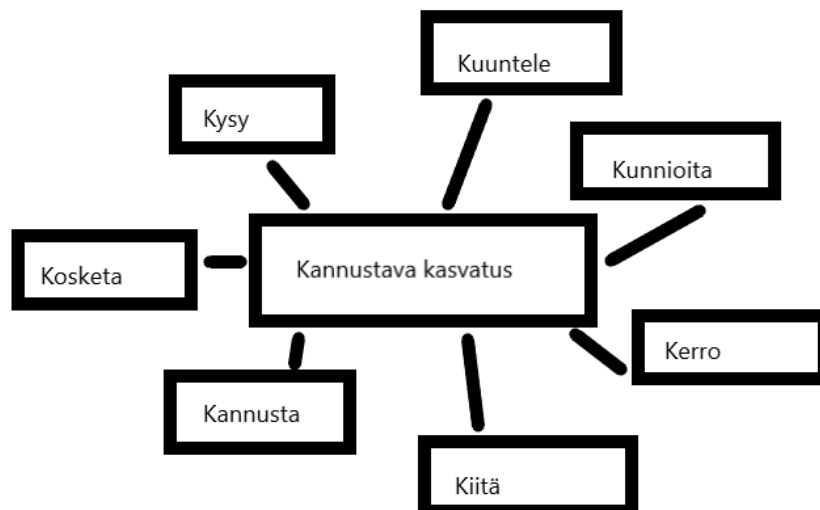 Kuuntele
Kysy
Kunnioita
Kosketa
Kannustava kasvatus
Kerro
Kannusta
Kiitä